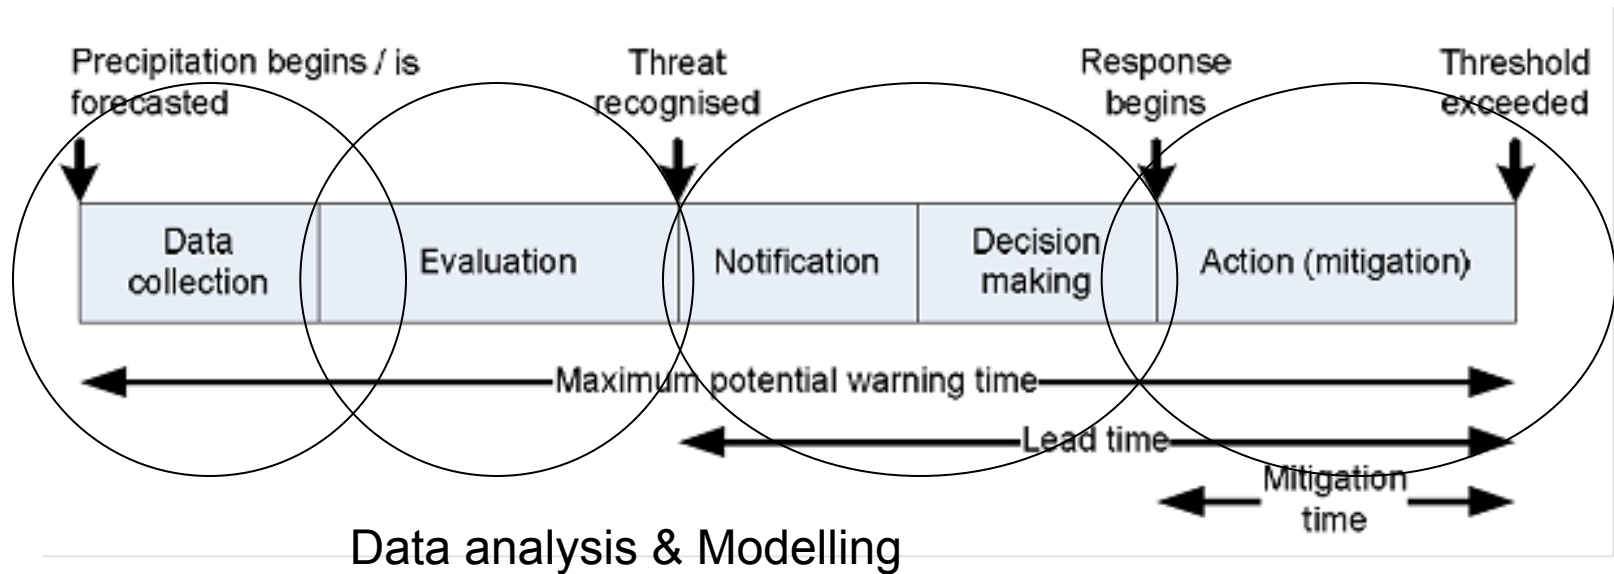 Precipitation begins / is
forecasted
Threat
recognised
Response
begins
Threshold
exceeded
Data
collection
Evaluation
Notification
Decision
making
Action (mitigation)
Maximum potential warning time
Lead time
Mitigation
time
Data analysis & Modelling